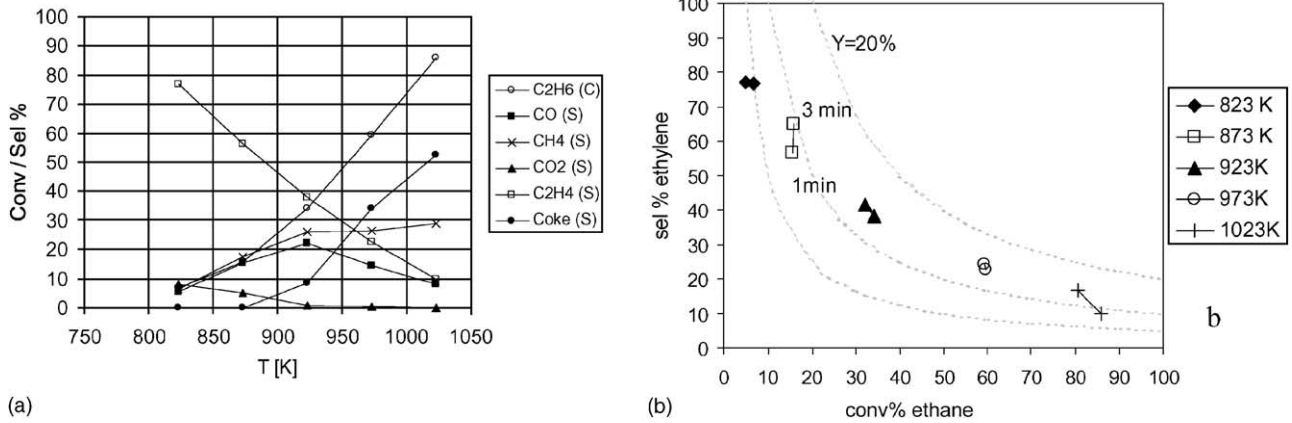 100
90
80
70
60
50
40
30
20
10
0
Conv / Sel %
750 800 850 900 950 1000 1050
T [K]
C2H6 (C)
CO (S)
CH4 (S)
CO2 (S)
C2H4 (S)
Coke (S)
(a)
100
90
80
70
60
50
40
30
20
10
0
sel % ethylene
Y=20%
3 min
1min
0 10 20 30 40 50 60 70 80 90 100
conv% ethane
823 K
873 K
923K
973K
1023K
b
(b)